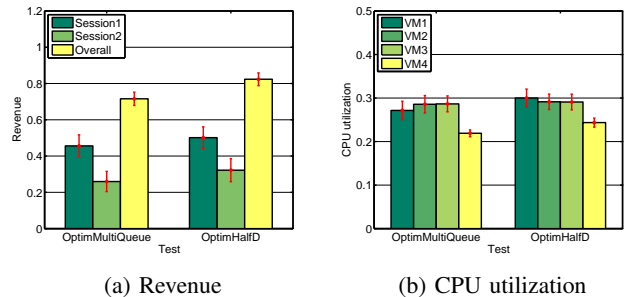 1.2
1
0.8
0.6
0.4
0.2
0
Revenue
Session1
Session2
Overall
OptimMultiQueue
OptimHalfD
Test
(a) Revenue
0.5
0.4
0.3
0.2
0.1
0
CPU utilization
VM1
VM2
VM3
VM4
OptimMultiQueue
OptimHalfD
Test
(b) CPU utilization